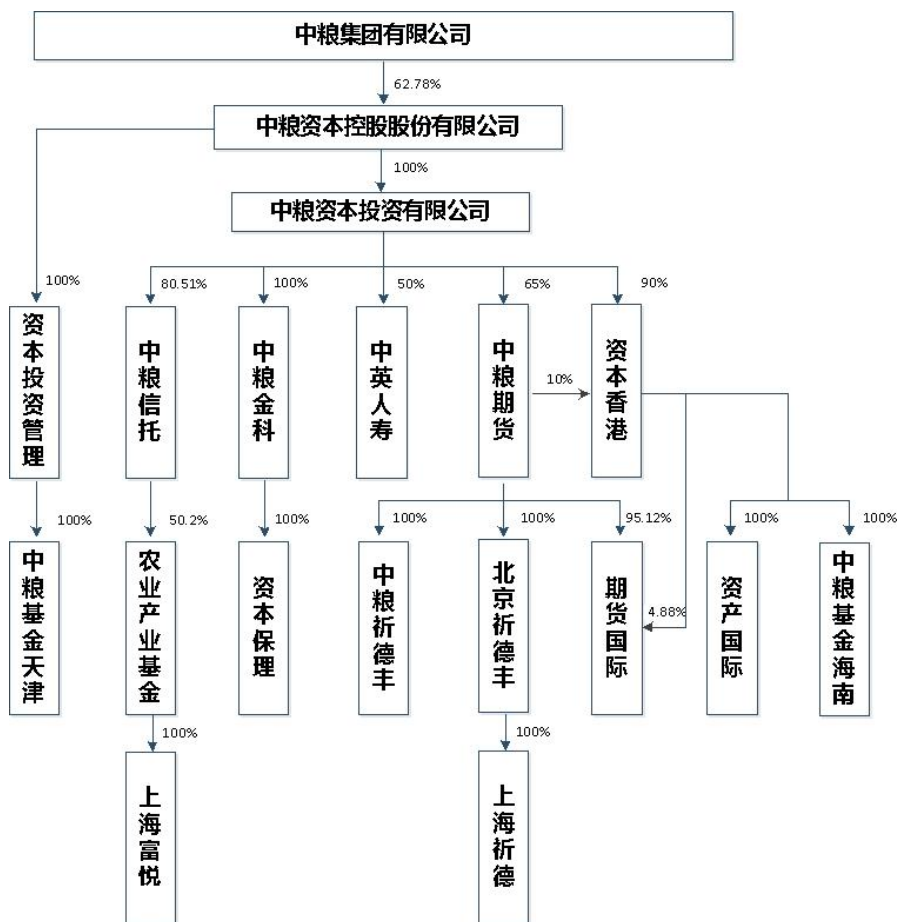 中粮集团有限公司
62.78%
中粮资本控股股份有限公司
100%
中粮资本投资有限公司
100%
80.51%
100%
50%
65%
90%
资本投资管理
中粮信托
中粮金科
中英人寿
中粮期货
10%
资本香港
100%
50.2%
100%
100%
100%
95.12%
100%
100%
中粮基金天津
农业产业基金
资本保理
中粮祈德丰
北京祈德丰
期货国际
4.88%
资产国际
中粮基金海南
100%
100%
上海富悦
上海祈德